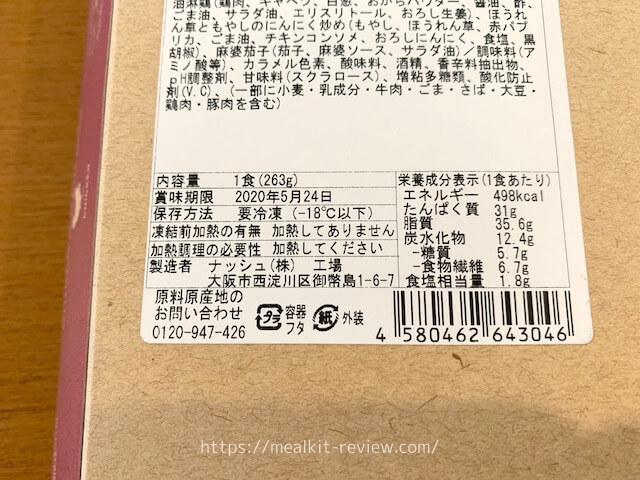 油淋鶏(鶏肉、キャベツ、白葱、おからパウダー、醤油、酢、
ごま油、サラダ油、エリスリトール、おろし生姜)、ほうれ
ん草ともやしのにんにく炒め(もやし、ほうれん草、赤パプ
リカ、ごま油、チキンコンソメ、おろしにんにく、食塩、黒
胡椒)、麻婆茄子(茄子、麻婆ソース、サラダ油)／調味料(ア
ミノ酸等)、カラメル色素、酸味料、酒精、香辛料抽出物、
pH調整剤、甘味料(スクラロース)、増粘多糖類、酸化防止
剤(V.C)、(一部に小麦・乳成分・牛肉・ごま・さば・大豆・
鶏肉・豚肉を含む)
内容量 1食(263g)
賞味期限 2020年5月24日
保存方法 要冷凍(-18℃以下)
凍結前加熱の有無 加熱してありません
加熱調理の必要性 加熱してください
製造者 ナッシュ(株) 工場
大阪市西淀川区御幣島1-6-7
栄養成分表示(1食あたり)
エネルギー 498kcal
たんぱく質 31g
脂質 35.6g
炭水化物 12.4g
-糖質 5.7g
-食物繊維 6.7g
食塩相当量 1.8g
原料原産地の
お問い合わせ
0120-947-426
プラ 容器
フタ
紙 外装
4 580462 643046
https://mealkit-review.com/